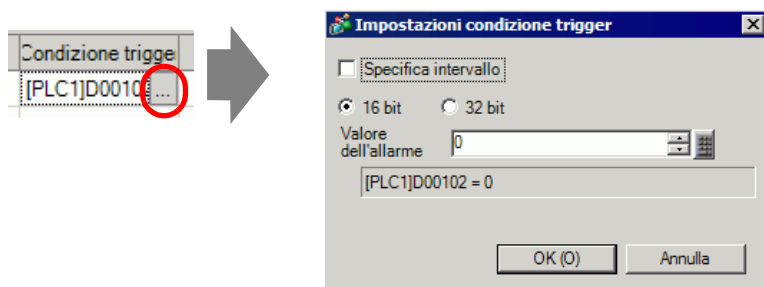 Condizione trigge
[PLC1]D00102 ...
Impostazioni condizione trigger
Specifica intervallo
16 bit 32 bit
Valore
dell'allarme 0
[PLC1]D00102 = 0
OK (O) Annulla